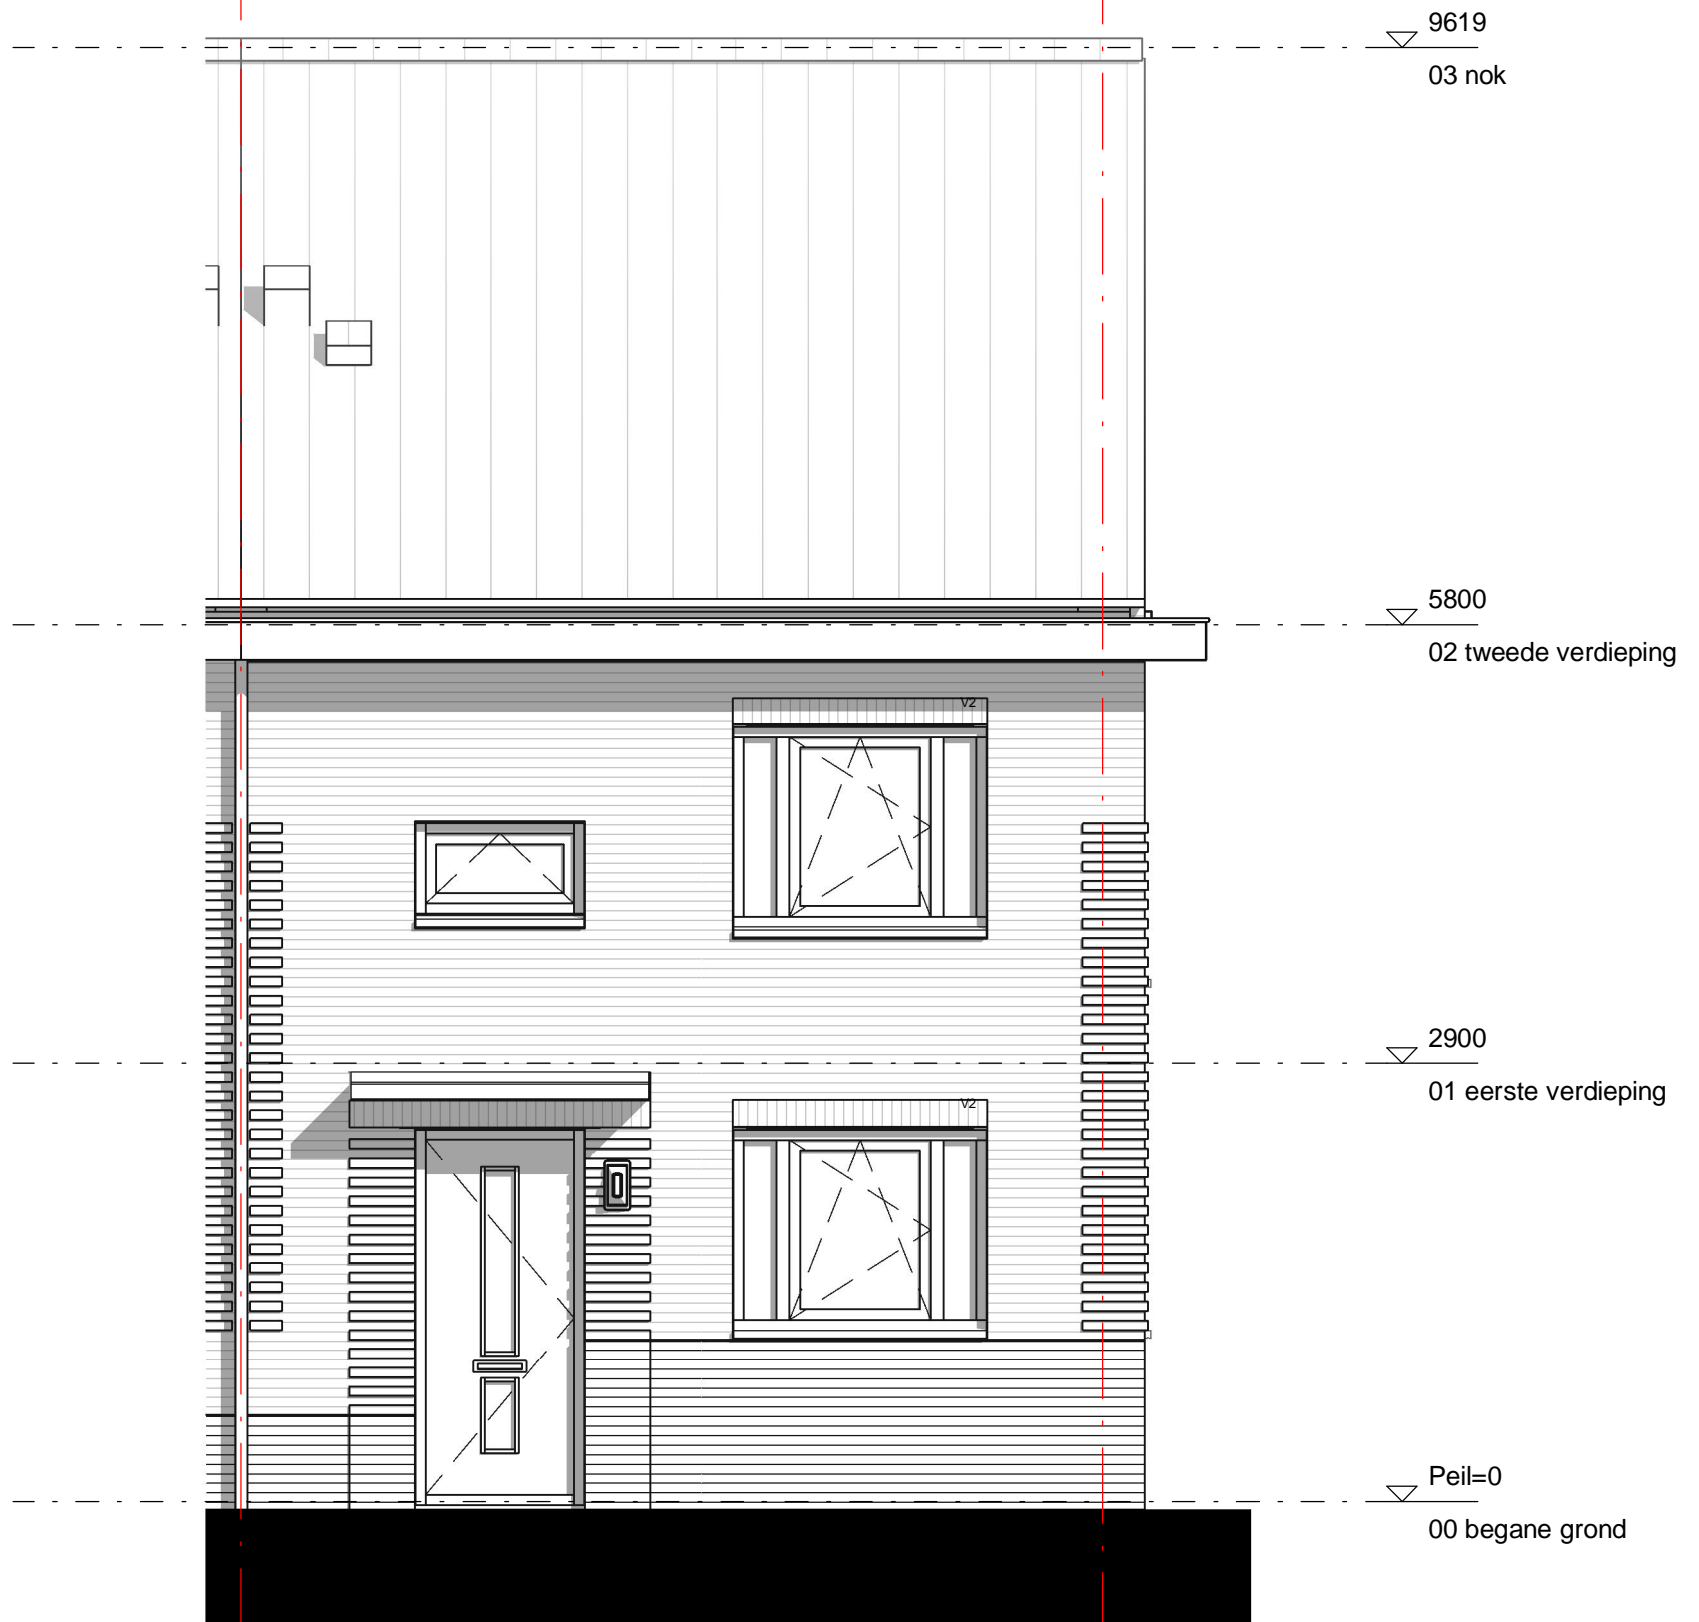 9619
03 nok
5800
02 tweede verdieping
V2
2900
01 eerste verdieping
V2
Peil=0
00 begane grond